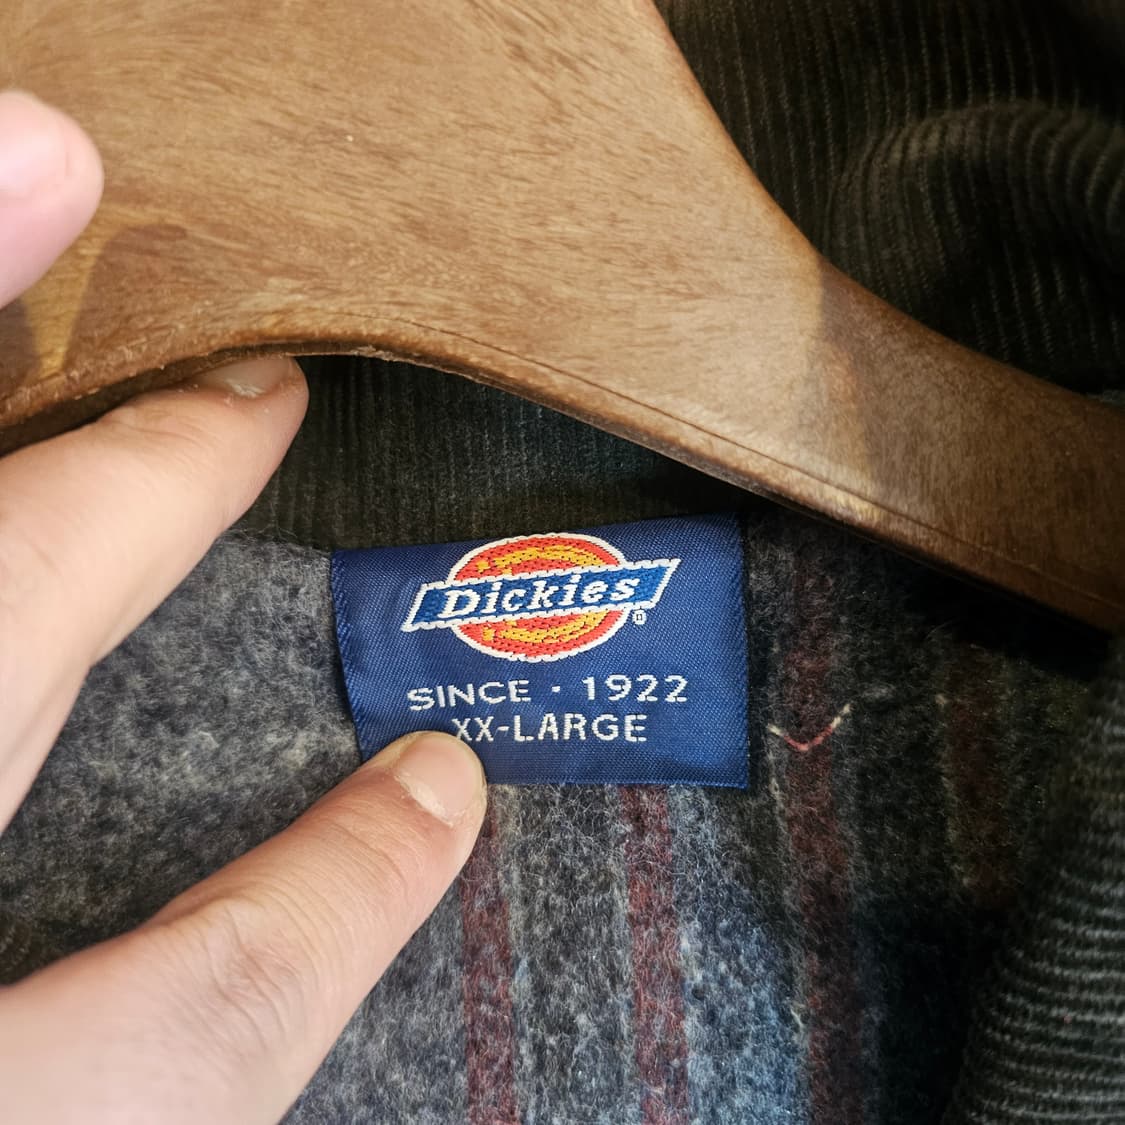 Dickies
SINCE · 1922
XX-LARGE